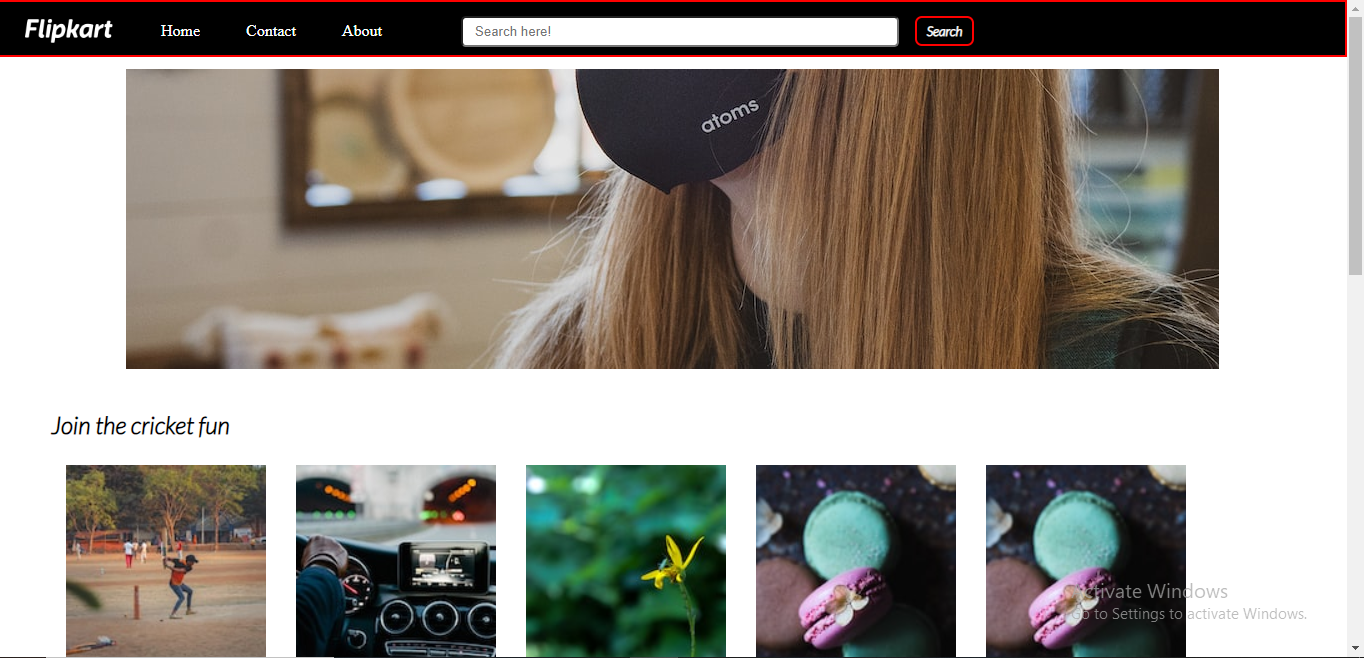 Flipkart Home Contact About Search here! Search
atoms
Join the cricket fun
Activate Windows
Go to Settings to activate Windows.